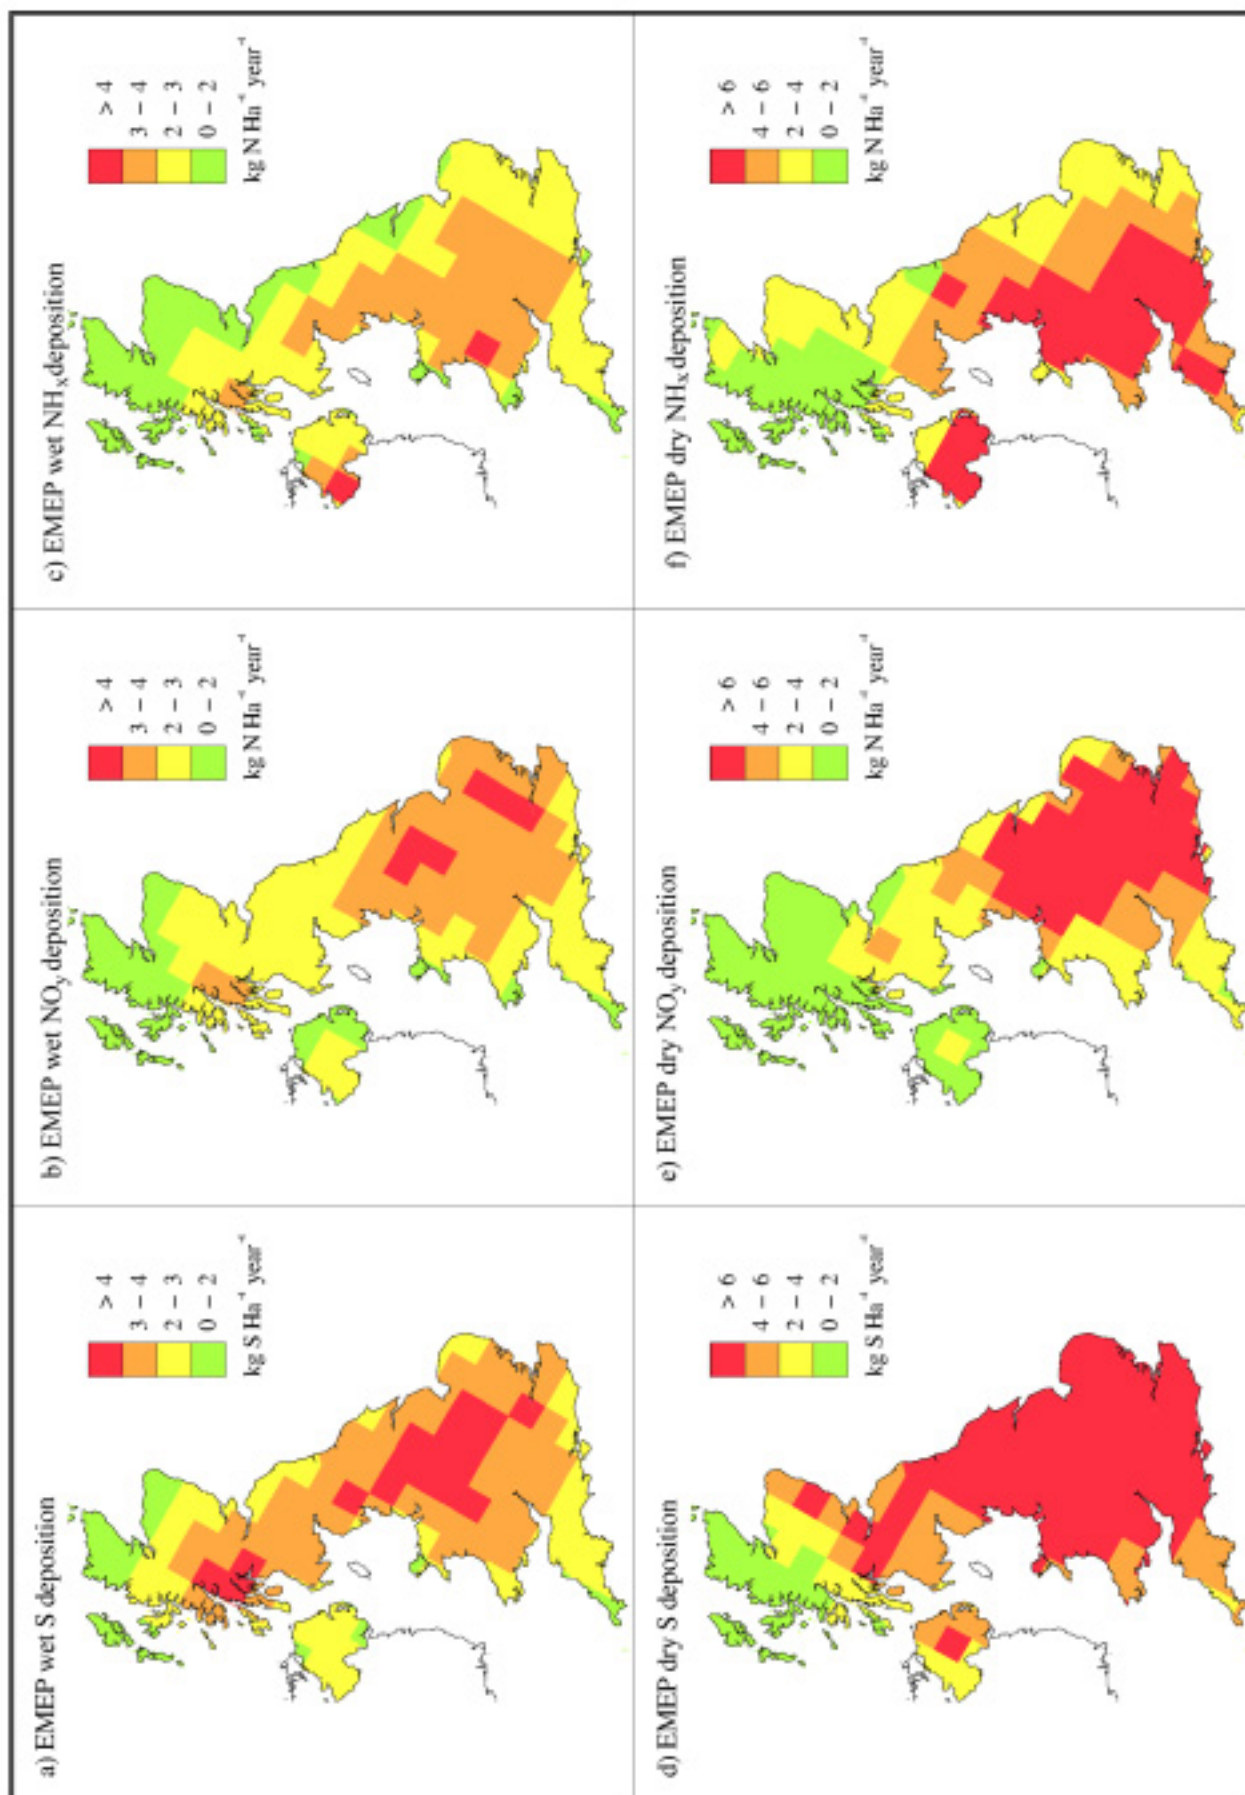 a) EMEP wet S deposition
> 4
3 – 4
2 – 3
0 – 2
kg S Ha⁻¹ year⁻¹
b) EMEP wet NOy deposition
> 4
3 – 4
2 – 3
0 – 2
kg N Ha⁻¹ year⁻¹
c) EMEP wet NHx deposition
> 4
3 – 4
2 – 3
0 – 2
kg N Ha⁻¹ year⁻¹
d) EMEP dry S deposition
> 6
4 – 6
2 – 4
0 – 2
kg S Ha⁻¹ year⁻¹
e) EMEP dry NOy deposition
> 6
4 – 6
2 – 4
0 – 2
kg N Ha⁻¹ year⁻¹
f) EMEP dry NHx deposition
> 6
4 – 6
2 – 4
0 – 2
kg N Ha⁻¹ year⁻¹